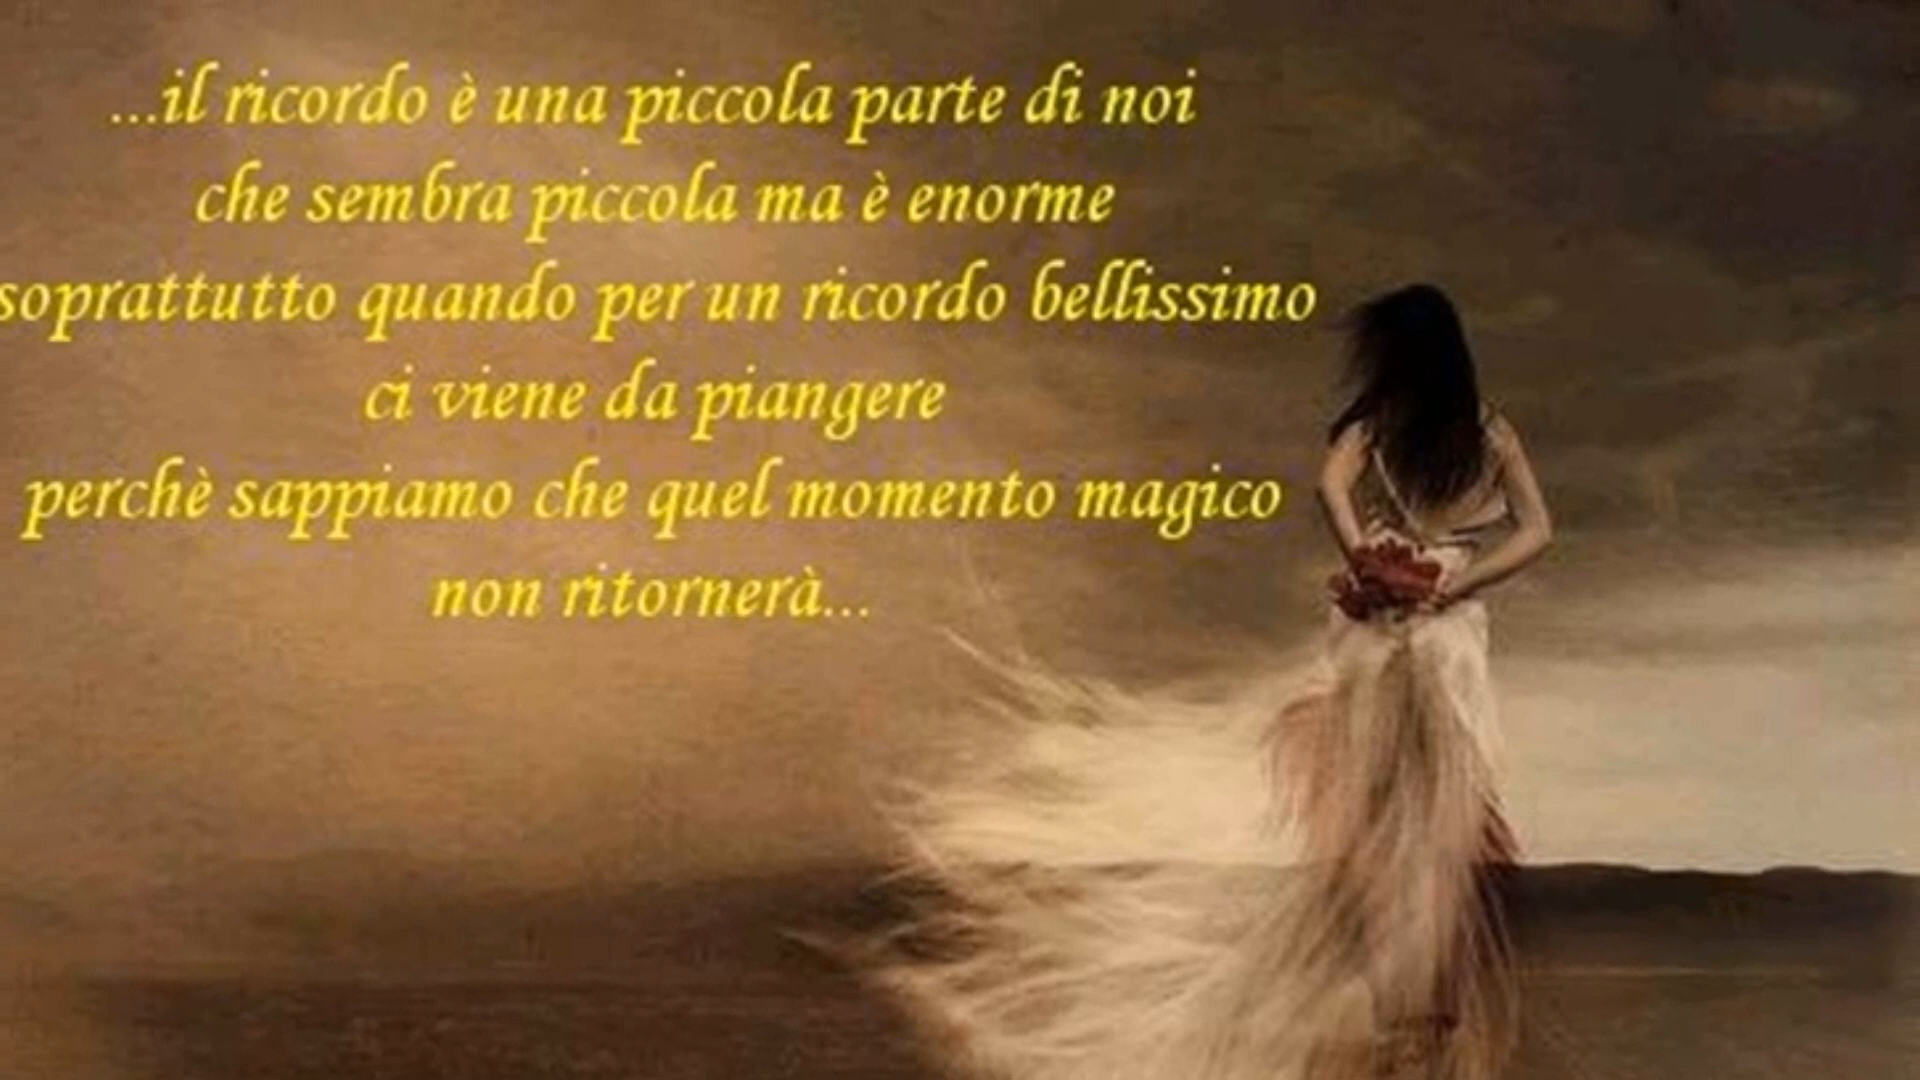 ...il ricordo è una piccola parte di noi
che sembra piccola ma è enorme
soprattutto quando per un ricordo bellissimo
ci viene da piangere
perchè sappiamo che quel momento magico
non ritornerà...